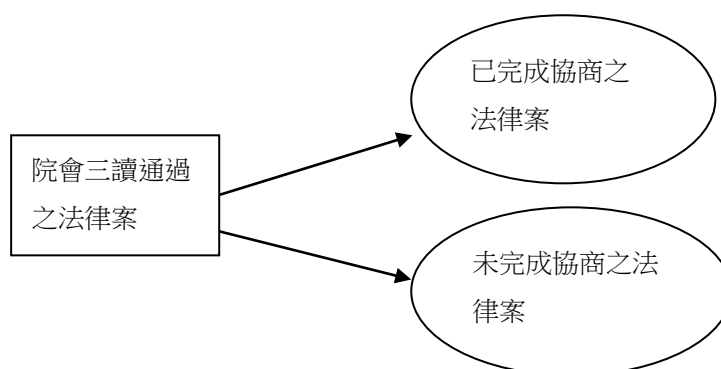 已完成協商之
法律案
院會三讀通過
之法律案
未完成協商之法
律案